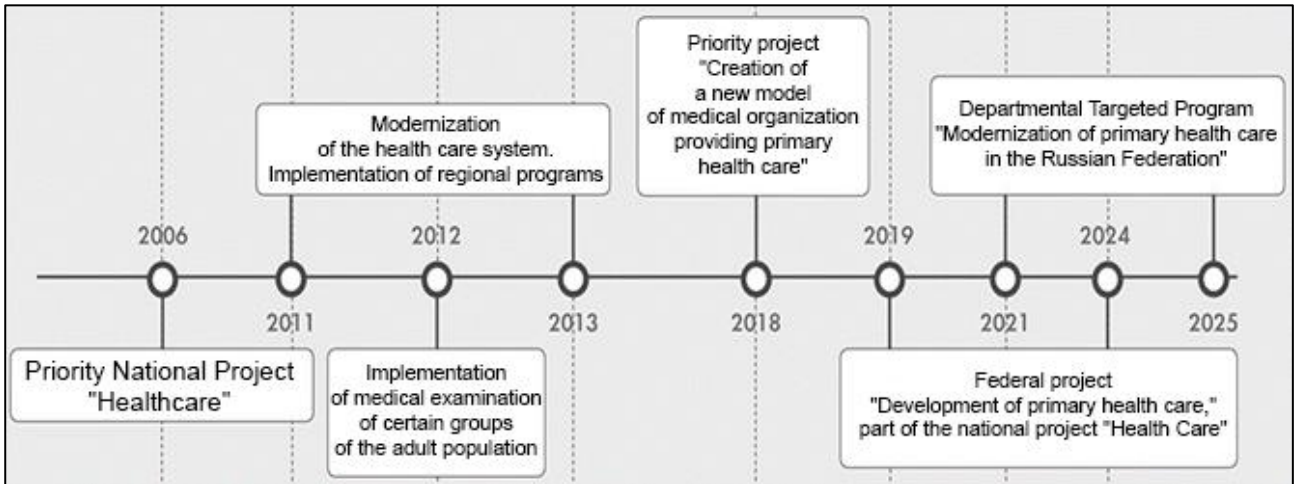 Priority project
"Creation of
a new model
of medical organization
providing primary
health care"
Modernization
of the health care system.
Implementation of regional programs
Departmental Targeted Program
"Modernization of primary health care
in the Russian Federation"
2006
2012
2019
2024
2011
2013
2018
2021
2025
Priority National Project
"Healthcare"
Implementation
of medical examination
of certain groups
of the adult population
Federal project
"Development of primary health care,"
part of the national project "Health Care"